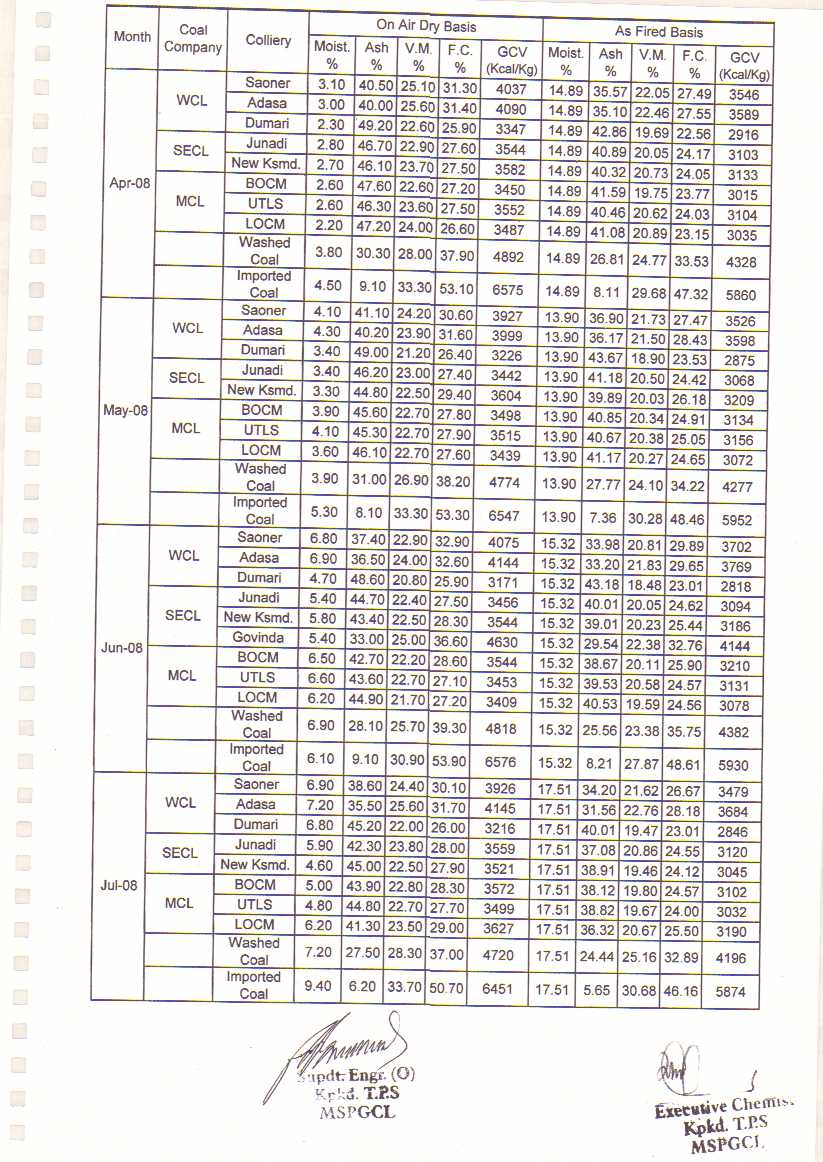 Month Coal Company Colliery On Air Dry Basis As Fired Basis
Moist. % Ash % V.M. % F.C. % GCV (Kcal/Kg) Moist. % Ash % V.M. % F.C. % GCV (Kcal/Kg)
Apr-08 WCL Saoner 3.10 40.50 25.10 31.30 4037 14.89 35.57 22.05 27.49 3546
Adasa 3.00 40.00 25.60 31.40 4090 14.89 35.10 22.46 27.55 3589
Dumari 2.30 49.20 22.60 25.90 3347 14.89 42.86 19.69 22.56 2916
SECL Junadi 2.80 46.70 22.90 27.60 3544 14.89 40.89 20.05 24.17 3103
New Ksmd. 2.70 46.10 23.70 27.50 3582 14.89 40.32 20.73 24.05 3133
MCL BOCM 2.60 47.60 22.60 27.20 3450 14.89 41.59 19.75 23.77 3015
UTLS 2.60 46.30 23.60 27.50 3552 14.89 40.46 20.62 24.03 3104
LOCM 2.20 47.20 24.00 26.60 3487 14.89 41.08 20.89 23.15 3035
Washed Coal 3.80 30.30 28.00 37.90 4892 14.89 26.81 24.77 33.53 4328
Imported Coal 4.50 9.10 33.30 53.10 6575 14.89 8.11 29.68 47.32 5860
May-08 WCL Saoner 4.10 41.10 24.20 30.60 3927 13.90 36.90 21.73 27.47 3526
Adasa 4.30 40.20 23.90 31.60 3999 13.90 36.17 21.50 28.43 3598
Dumari 3.40 49.00 21.20 26.40 3226 13.90 43.67 18.90 23.53 2875
SECL Junadi 3.40 46.20 23.00 27.40 3442 13.90 41.18 20.50 24.42 3068
New Ksmd. 3.30 44.80 22.50 29.40 3604 13.90 39.89 20.03 26.18 3209
MCL BOCM 3.90 45.60 22.70 27.80 3498 13.90 40.85 20.34 24.91 3134
UTLS 4.10 45.30 22.70 27.90 3515 13.90 40.67 20.38 25.05 3156
LOCM 3.60 46.10 22.70 27.60 3439 13.90 41.17 20.27 24.65 3072
Washed Coal 3.90 31.00 26.90 38.20 4774 13.90 27.77 24.10 34.22 4277
Imported Coal 5.30 8.10 33.30 53.30 6547 13.90 7.36 30.28 48.46 5952
Jun-08 WCL Saoner 6.80 37.40 22.90 32.90 4075 15.32 33.98 20.81 29.89 3702
Adasa 6.90 36.50 24.00 32.60 4144 15.32 33.20 21.83 29.65 3769
Dumari 4.70 48.60 20.80 25.90 3171 15.32 43.18 18.48 23.01 2818
SECL Junadi 5.40 44.70 22.40 27.50 3456 15.32 40.01 20.05 24.62 3094
New Ksmd. 5.80 43.40 22.50 28.30 3544 15.32 39.01 20.23 25.44 3186
Govinda 5.40 33.00 25.00 36.60 4630 15.32 29.54 22.38 32.76 4144
MCL BOCM 6.50 42.70 22.20 28.60 3544 15.32 38.67 20.11 25.90 3210
UTLS 6.60 43.60 22.70 27.10 3453 15.32 39.53 20.58 24.57 3131
LOCM 6.20 44.90 21.70 27.20 3409 15.32 40.53 19.59 24.56 3078
Washed Coal 6.90 28.10 25.70 39.30 4818 15.32 25.56 23.38 35.75 4382
Imported Coal 6.10 9.10 30.90 53.90 6576 15.32 8.21 27.87 48.61 5930
Jul-08 WCL Saoner 6.90 38.60 24.40 30.10 3926 17.51 34.20 21.62 26.67 3479
Adasa 7.20 35.50 25.60 31.70 4145 17.51 31.56 22.76 28.18 3684
Dumari 6.80 45.20 22.00 26.00 3216 17.51 40.01 19.47 23.01 2846
SECL Junadi 5.90 42.30 23.80 28.00 3559 17.51 37.08 20.86 24.55 3120
New Ksmd. 4.60 45.00 22.50 27.90 3521 17.51 38.91 19.46 24.12 3045
MCL BOCM 5.00 43.90 22.80 28.30 3572 17.51 38.12 19.80 24.57 3102
UTLS 4.80 44.80 22.70 27.70 3499 17.51 38.82 19.67 24.00 3032
LOCM 6.20 41.30 23.50 29.00 3627 17.51 36.32 20.67 25.50 3190
Washed Coal 7.20 27.50 28.30 37.00 4720 17.51 24.44 25.16 32.89 4196
Imported Coal 9.40 6.20 33.70 50.70 6451 17.51 5.65 30.68 46.16 5874
Supdt. Engr. (O)
Kpkd. T.P.S
MSPGCL
Executive Chemist
Kpkd. T.P.S
MSPGCL